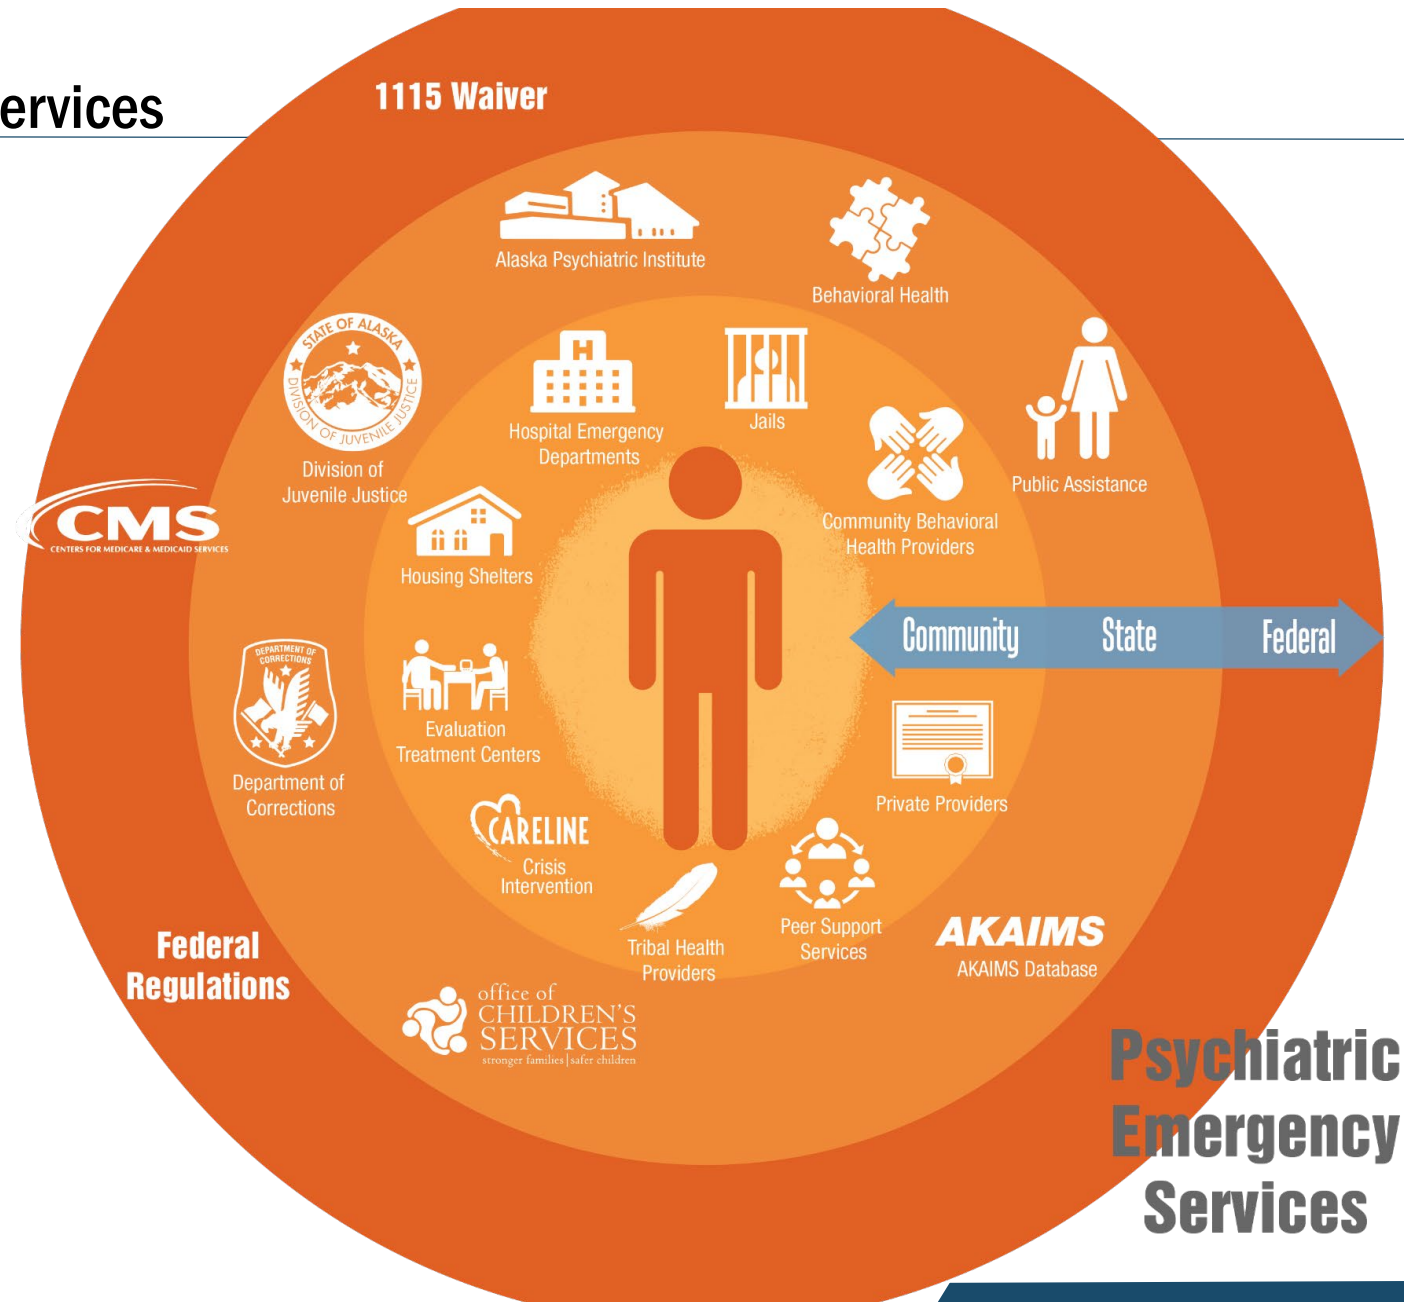 ervices
1115 Waiver
Alaska Psychiatric Institute
Behavioral Health
STATE OF ALASKA
DIVISION OF JUVENILE JUSTICE
Division of
Juvenile Justice
H
Hospital Emergency
Departments
Jails
Public Assistance
CMS
CENTERS FOR MEDICARE & MEDICAID SERVICES
Housing Shelters
Community Behavioral
Health Providers
Community State Federal
DEPARTMENT OF
CORRECTIONS
Department of
Corrections
Evaluation
Treatment Centers
Private Providers
CARELINE
Crisis
Intervention
Tribal Health
Providers
Peer Support
Services
AKAIMS
AKAIMS Database
Federal
Regulations
office of
CHILDREN'S
SERVICES
stronger families | safer children
Psychiatric
Emergency
Services